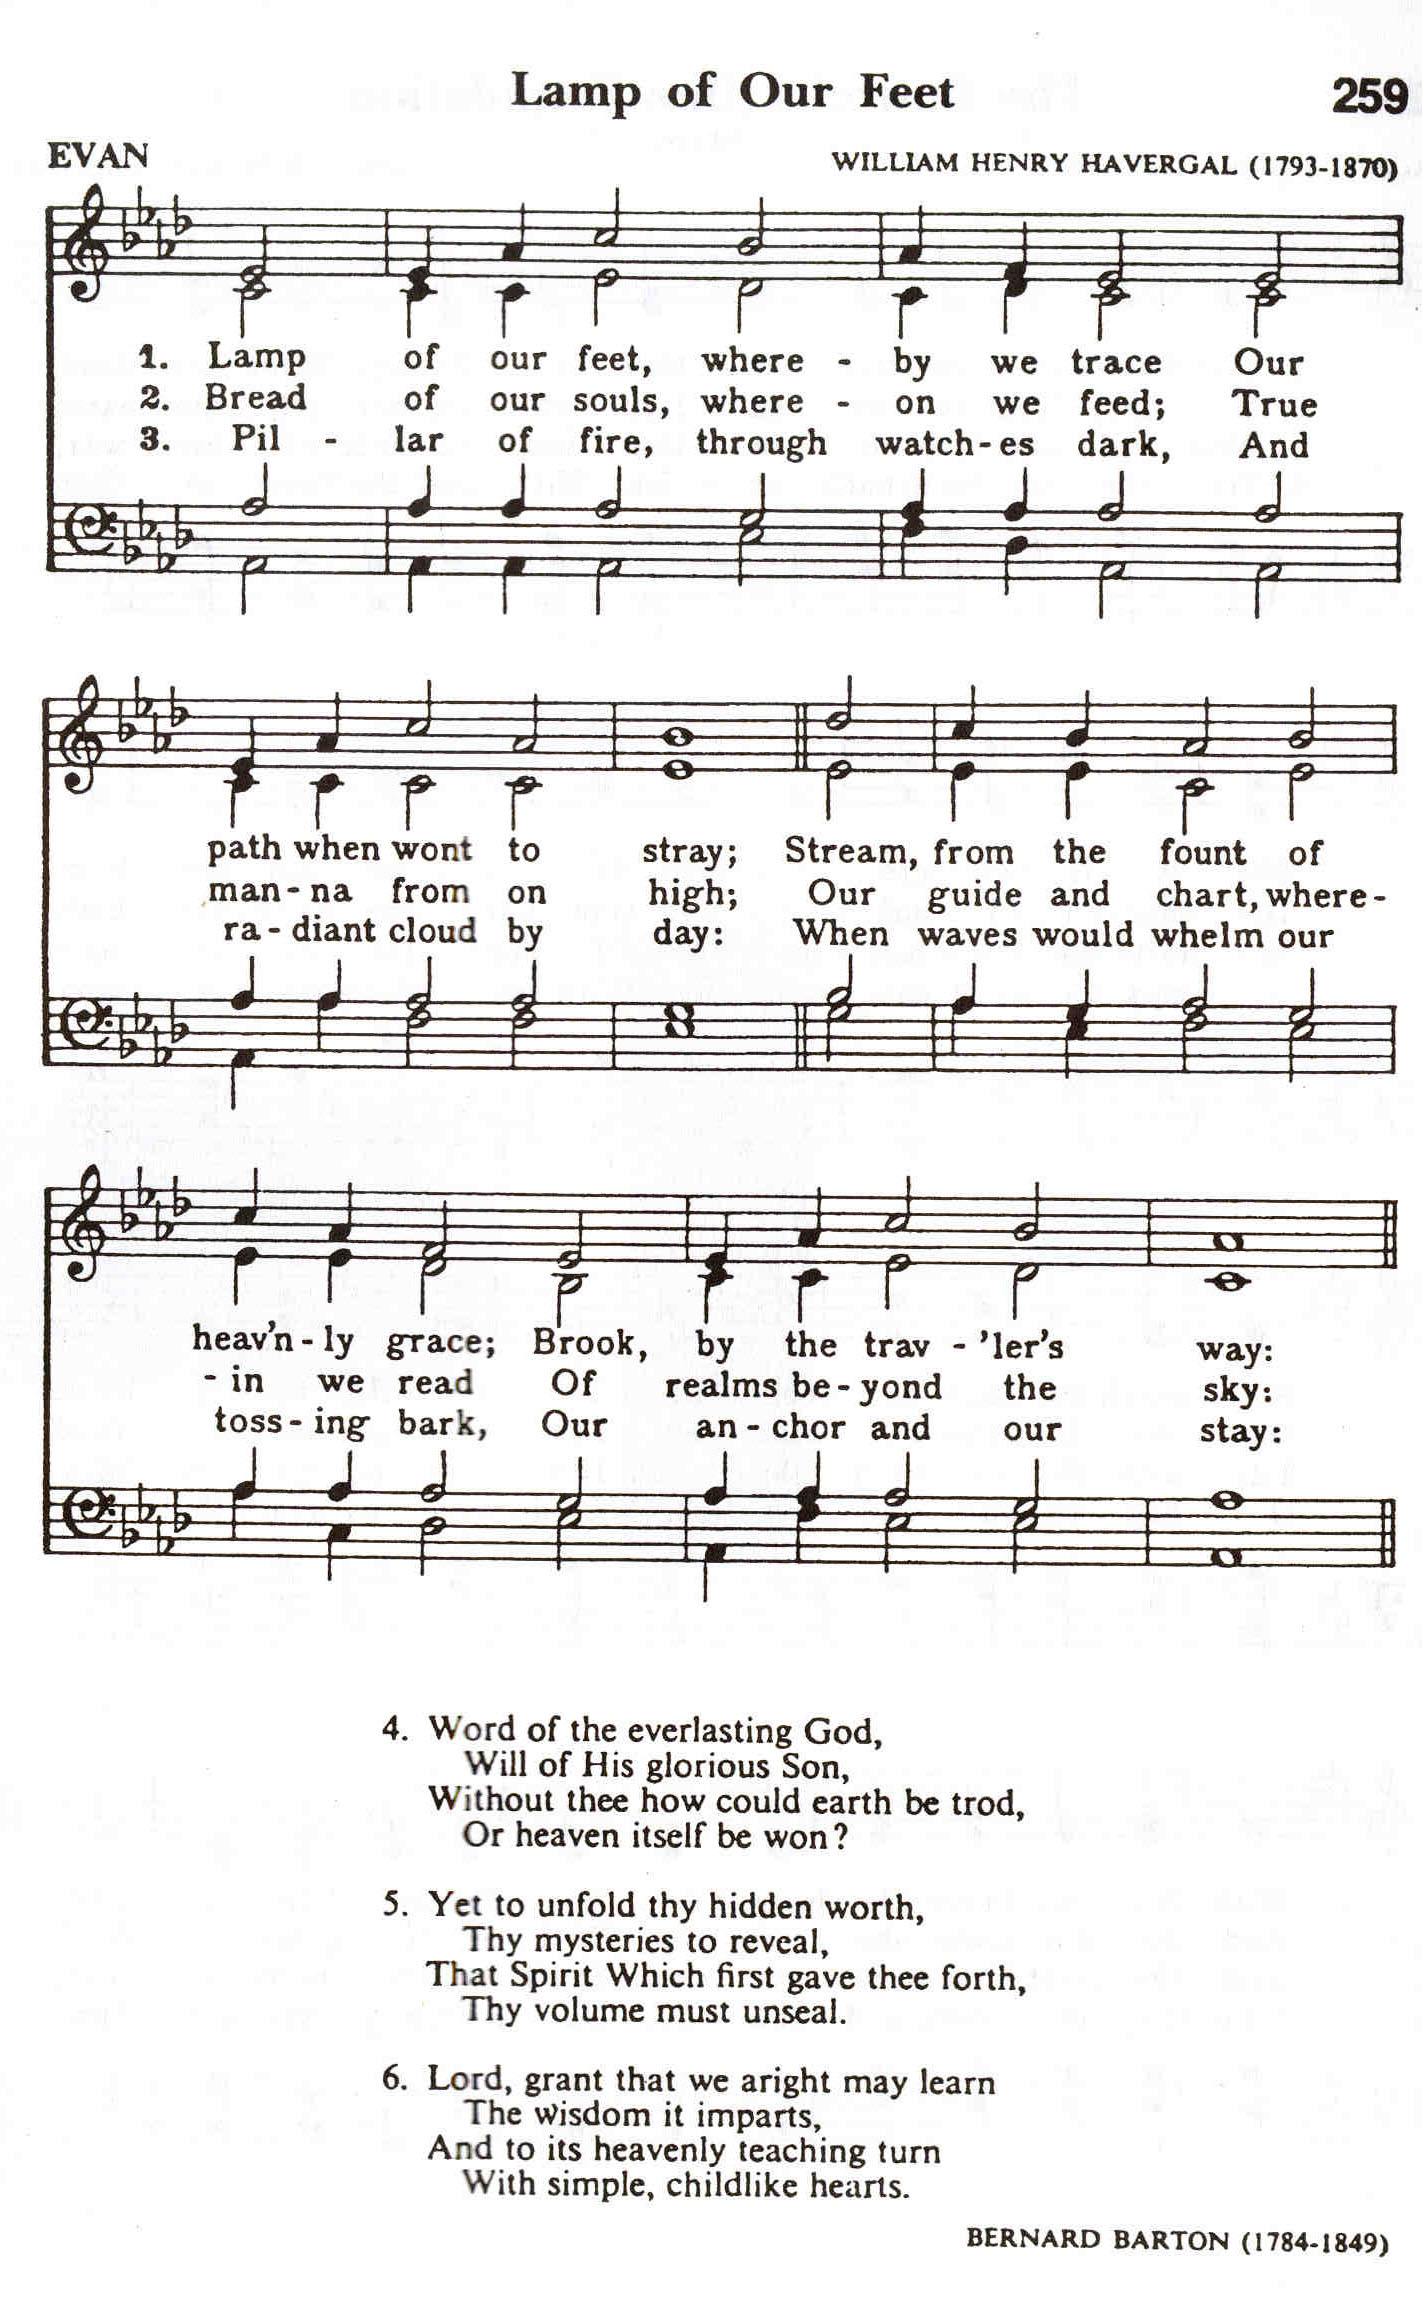 Lamp of Our Feet 259
EVAN WILLIAM HENRY HAVERGAL (1793-1870)
1. Lamp of our feet, where - by we trace Our
2. Bread of our souls, where - on we feed; True
3. Pil - lar of fire, through watch-es dark, And
path when wont to stray; Stream, from the fount of
man-na from on high; Our guide and chart, where-
ra-diant cloud by day: When waves would whelm our
heav'n-ly grace; Brook, by the trav - 'ler's way:
-in we read Of realms be-yond the sky:
toss-ing bark, Our an-chor and our stay:
4. Word of the everlasting God,
Will of His glorious Son,
Without thee how could earth be trod,
Or heaven itself be won?
5. Yet to unfold thy hidden worth,
Thy mysteries to reveal,
That Spirit Which first gave thee forth,
Thy volume must unseal.
6. Lord, grant that we aright may learn
The wisdom it imparts,
And to its heavenly teaching turn
With simple, childlike hearts.
BERNARD BARTON (1784-1849)